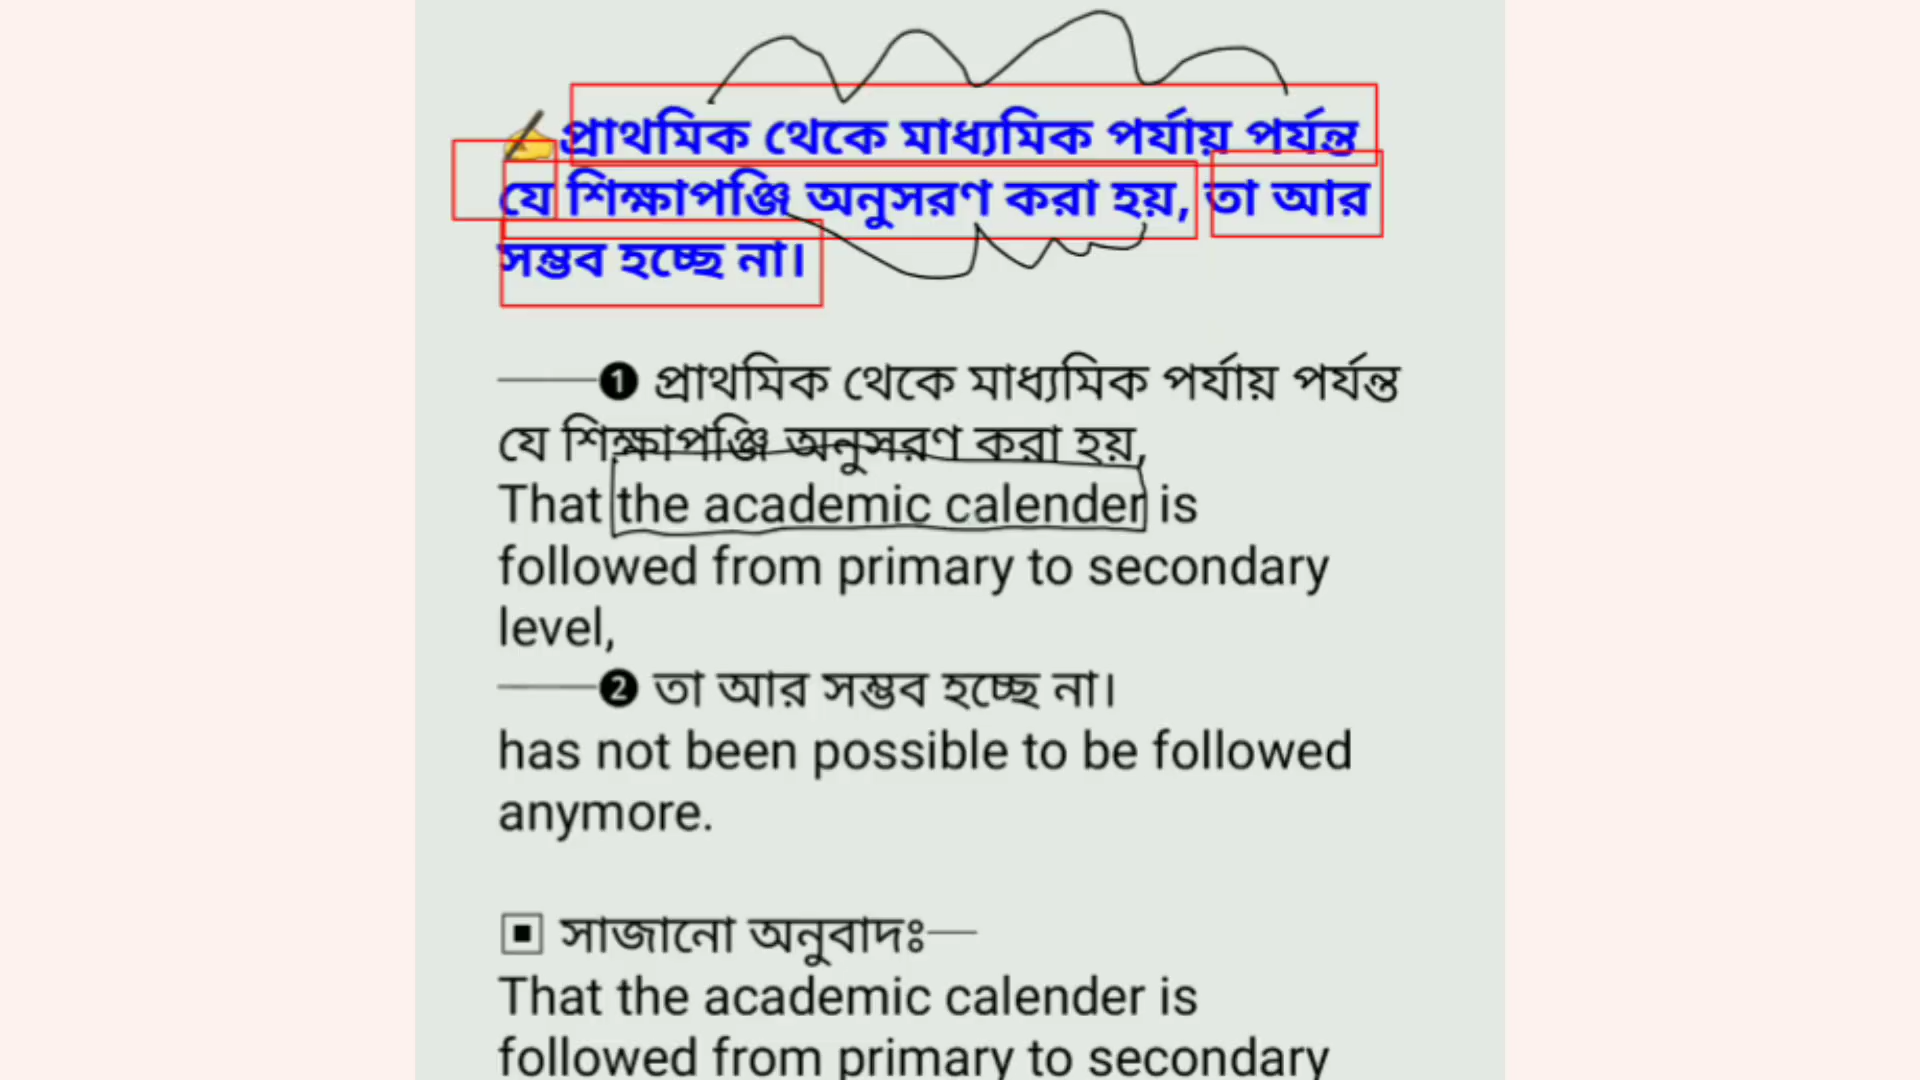 ✍️প্রাথমিক থেকে মাধ্যমিক পর্যায় পর্যন্ত
যে শিক্ষাপঞ্জি অনুসরণ করা হয়, তা আর
সম্ভব হচ্ছে না।
——❶ প্রাথমিক থেকে মাধ্যমিক পর্যায় পর্যন্ত
যে শিক্ষাপঞ্জি অনুসরণ করা হয়,
That the academic calender is
followed from primary to secondary
level,
——❷ তা আর সম্ভব হচ্ছে না।
has not been possible to be followed
anymore.
▣ সাজানো অনুবাদঃ—
That the academic calender is
followed from primary to secondary